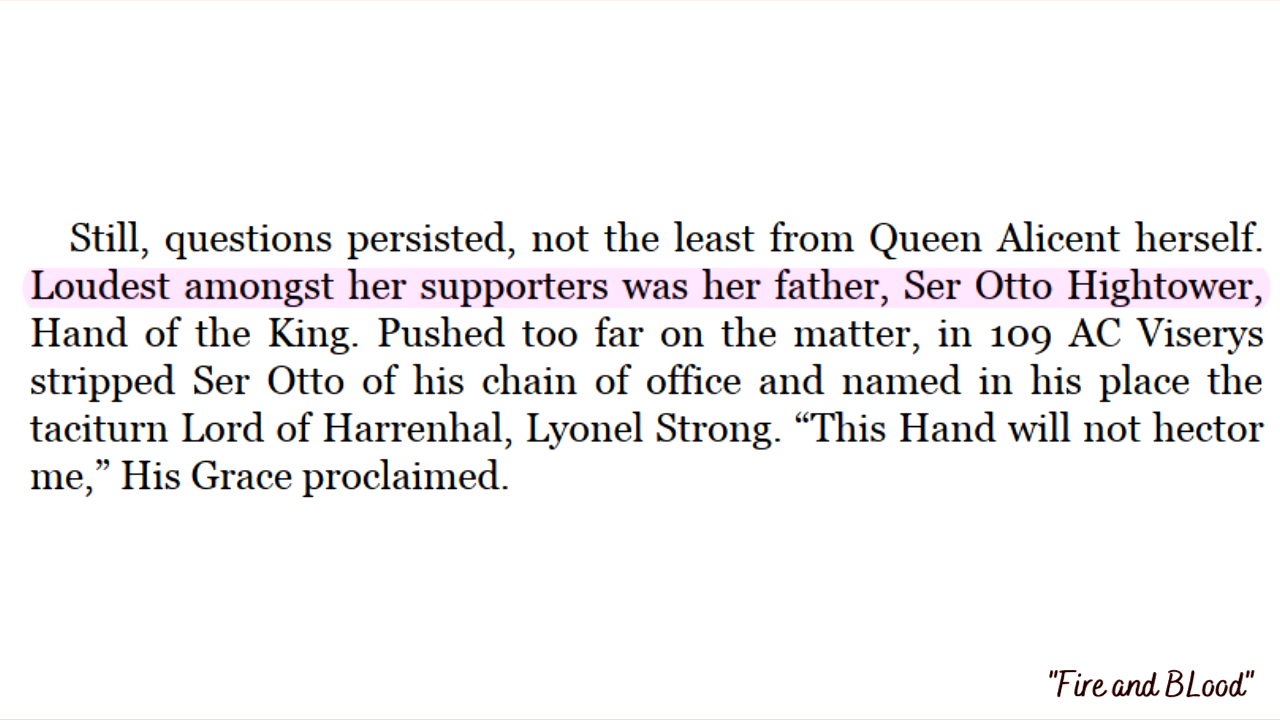 Still, questions persisted, not the least from Queen Alicent herself.
Loudest amongst her supporters was her father, Ser Otto Hightower,
Hand of the King. Pushed too far on the matter, in 109 AC Viserys
stripped Ser Otto of his chain of office and named in his place the
taciturn Lord of Harrenhal, Lyonel Strong. “This Hand will not hector
me,” His Grace proclaimed.
"Fire and BLood"